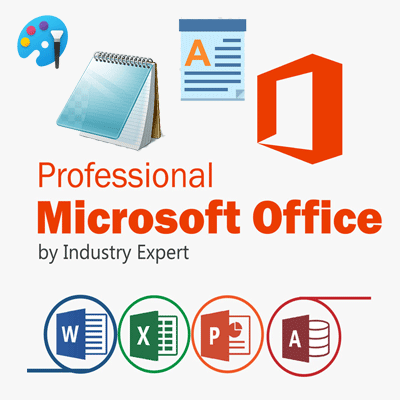 A
Professional
Microsoft Office
by Industry Expert
W X P A